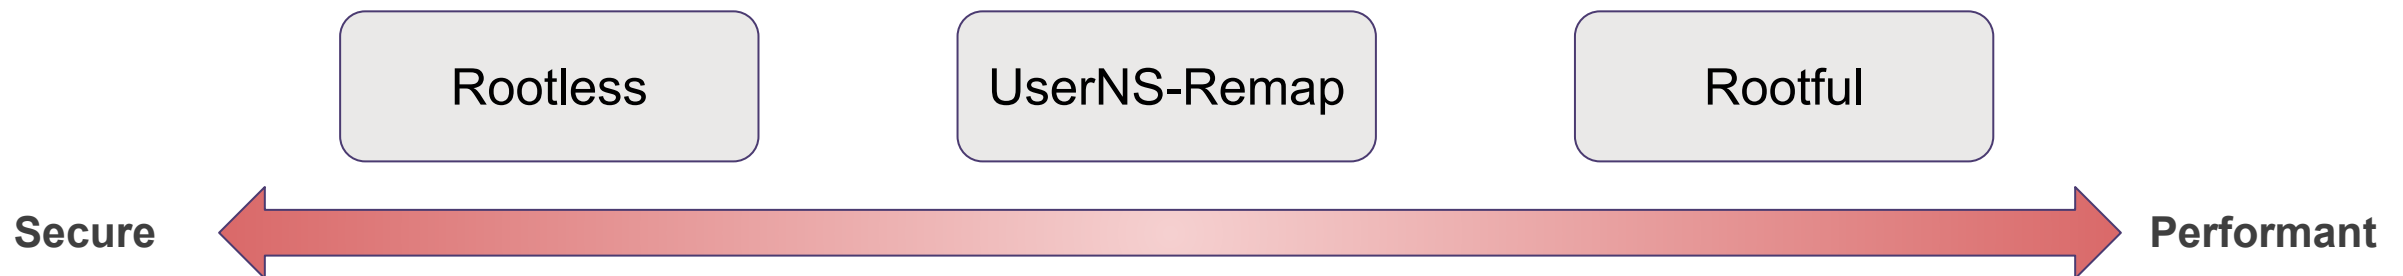 Rootless
UserNS-Remap
Rootful
Secure
Performant